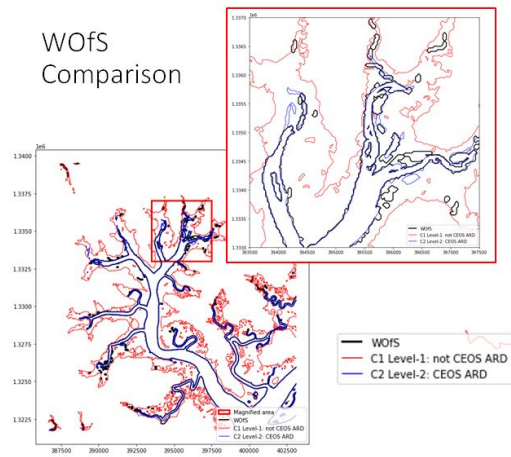 WOfS
Comparison
1e6
1.3370
1.3365
1.3360
1.3355
1.3350
1.3345
1.3340
1.3335
1.3330
393500
394000
394500
395000
395500
396000
396500
397000
397500
WOfS
C1 Level-1: not CEOS ARD
C2 Level-2: CEOS ARD
1e6
1.3400
1.3375
1.3350
1.3325
1.3300
1.3275
1.3250
1.3225
387500
390000
392500
395000
397500
400000
402500
Magnified area
WOfS
C1 Level-1: not CEOS ARD
C2 Level-2: CEOS ARD
WOfS
C1 Level-1: not CEOS ARD
C2 Level-2: CEOS ARD